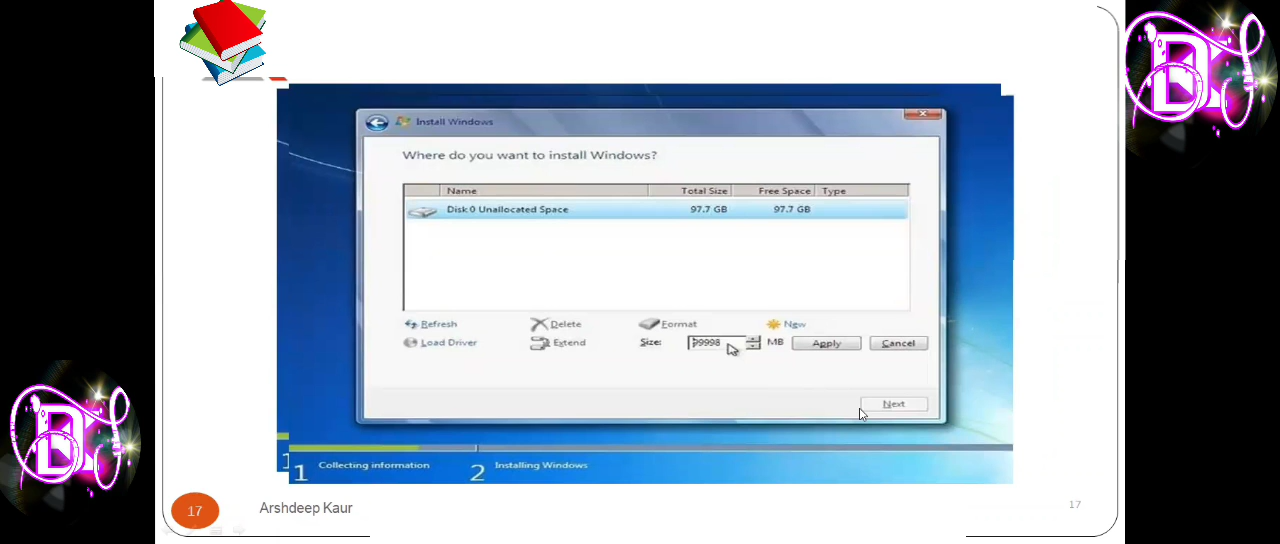 Install Windows
Where do you want to install Windows?
Name Total Size Free Space Type
Disk 0 Unallocated Space 97.7 GB 97.7 GB
Refresh Delete Format New
Load Driver Extend Size: 99998 MB Apply Cancel
Next
1 Collecting information 2 Installing Windows
17 Arshdeep Kaur 17